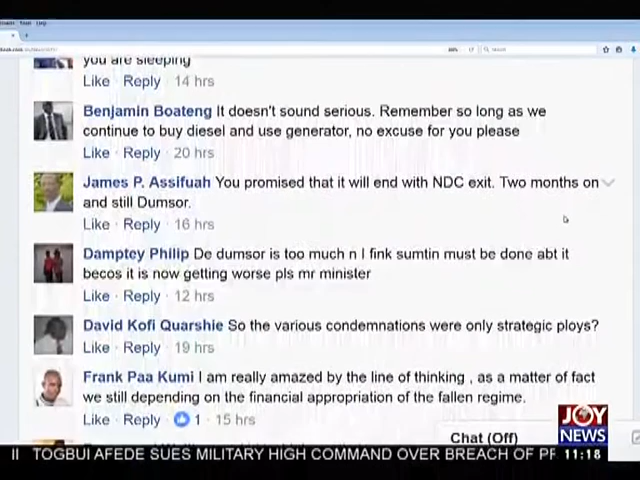 you are sleeping
Like · Reply · 14 hrs
Benjamin Boateng It doesn't sound serious. Remember so long as we
continue to buy diesel and use generator, no excuse for you please
Like · Reply · 20 hrs
James P. Assifuah You promised that it will end with NDC exit. Two months on
and still Dumsor.
Like · Reply · 16 hrs
Damptey Philip De dumsor is too much n I fink sumtin must be done abt it
becos it is now getting worse pls mr minister
Like · Reply · 12 hrs
David Kofi Quarshie So the various condemnations were only strategic ploys?
Like · Reply · 19 hrs
Frank Paa Kumi I am really amazed by the line of thinking , as a matter of fact
we still depending on the financial appropriation of the fallen regime.
Like · Reply · 1 · 15 hrs
Chat (Off)
JOY
NEWS
TOGBUI AFEDE SUES MILITARY HIGH COMMAND OVER BREACH OF
11:18